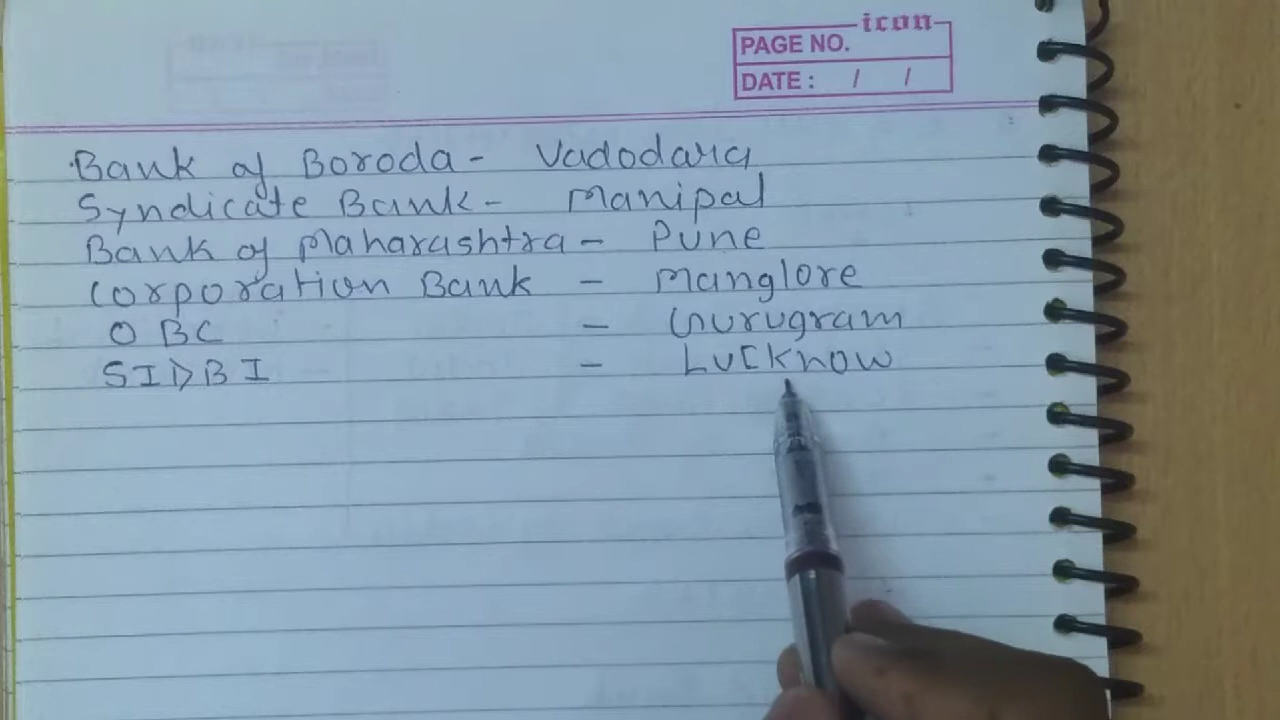 icon
PAGE NO.
DATE : / /
Bank of Boroda - Vadodara
Syndicate Bank - Manipal
Bank of Maharashtra - Pune
Corporation Bank - Manglore
OBC - Gurugram
SIDBI - Lucknow